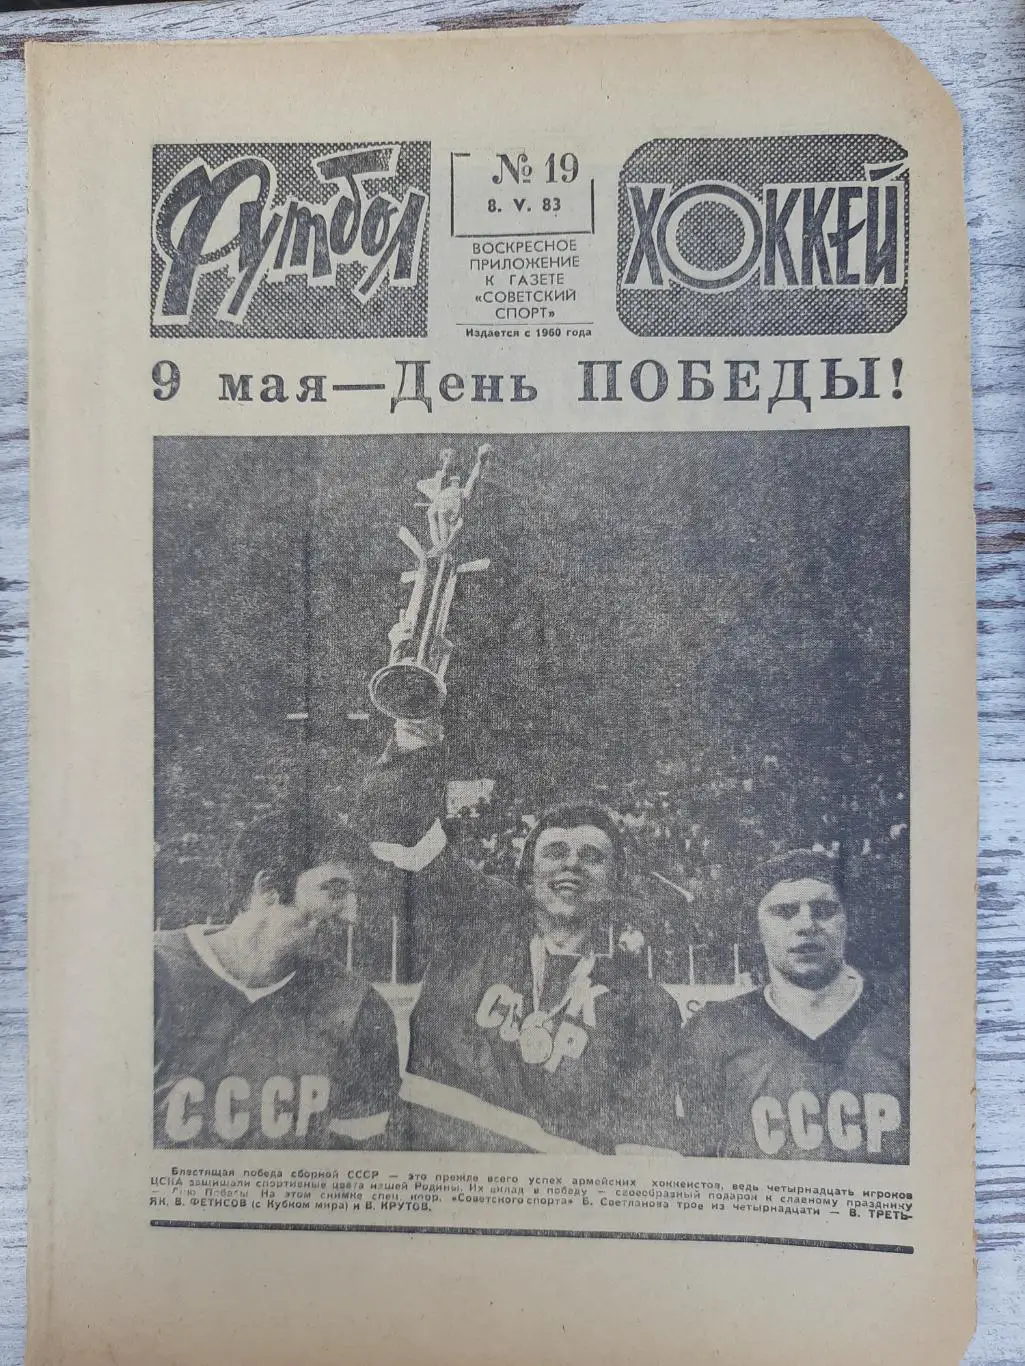 Футбол
№ 19
8. V. 83
ВОСКРЕСНОЕ
ПРИЛОЖЕНИЕ
К ГАЗЕТЕ
«СОВЕТСКИЙ
СПОРТ»
Издается с 1960 года
ХОККЕЙ
9 мая—День ПОБЕДЫ!
СССР
СССР
СССР
Блестящая победа сборной СССР — это прежде всего успех армейских хоккеистов, ведь четырнадцать игроков
ЦСКА защищали спортивные цвета нашей Родины. Их вклад в победу — своеобразный подарок к славному празднику
— Дню Победы. На этом снимке спец. корр. «Советского спорта» Б. Светланова трое из четырнадцати — В. ТРЕТЬ-
ЯК, В. ФЕТИСОВ (с Кубком мира) и В. КРУТОВ.